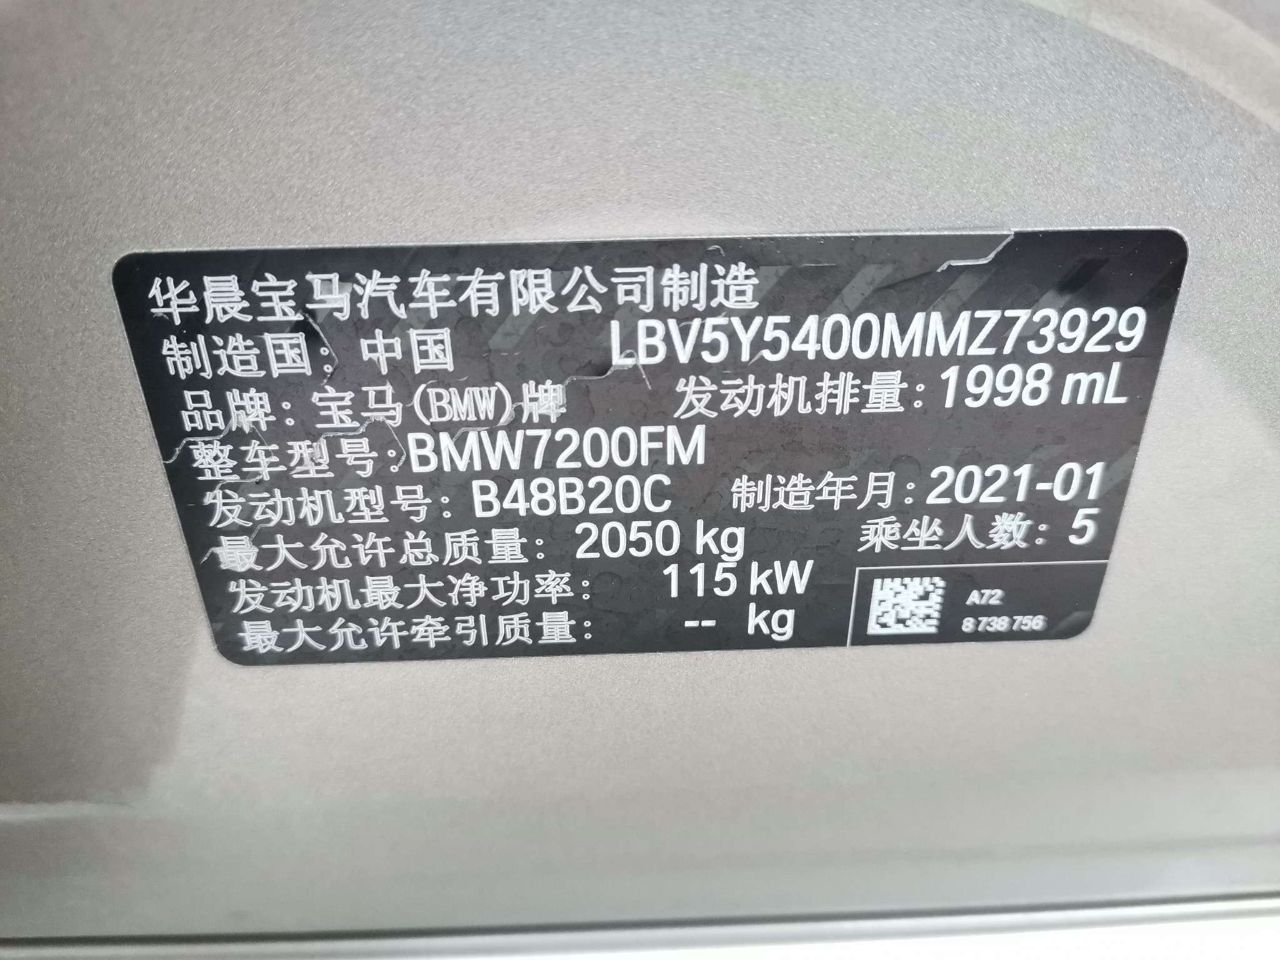 华晨宝马汽车有限公司制造
制造国：中国 LBV5Y5400MMZ73929
品牌：宝马(BMW)牌 发动机排量：1998 mL
整车型号：BMW7200FM
发动机型号：B48B20C 制造年月：2021-01
最大允许总质量：2050 kg 乘坐人数：5
发动机最大净功率：115 kW
最大允许牵引质量：-- kg
A72
8 738 756